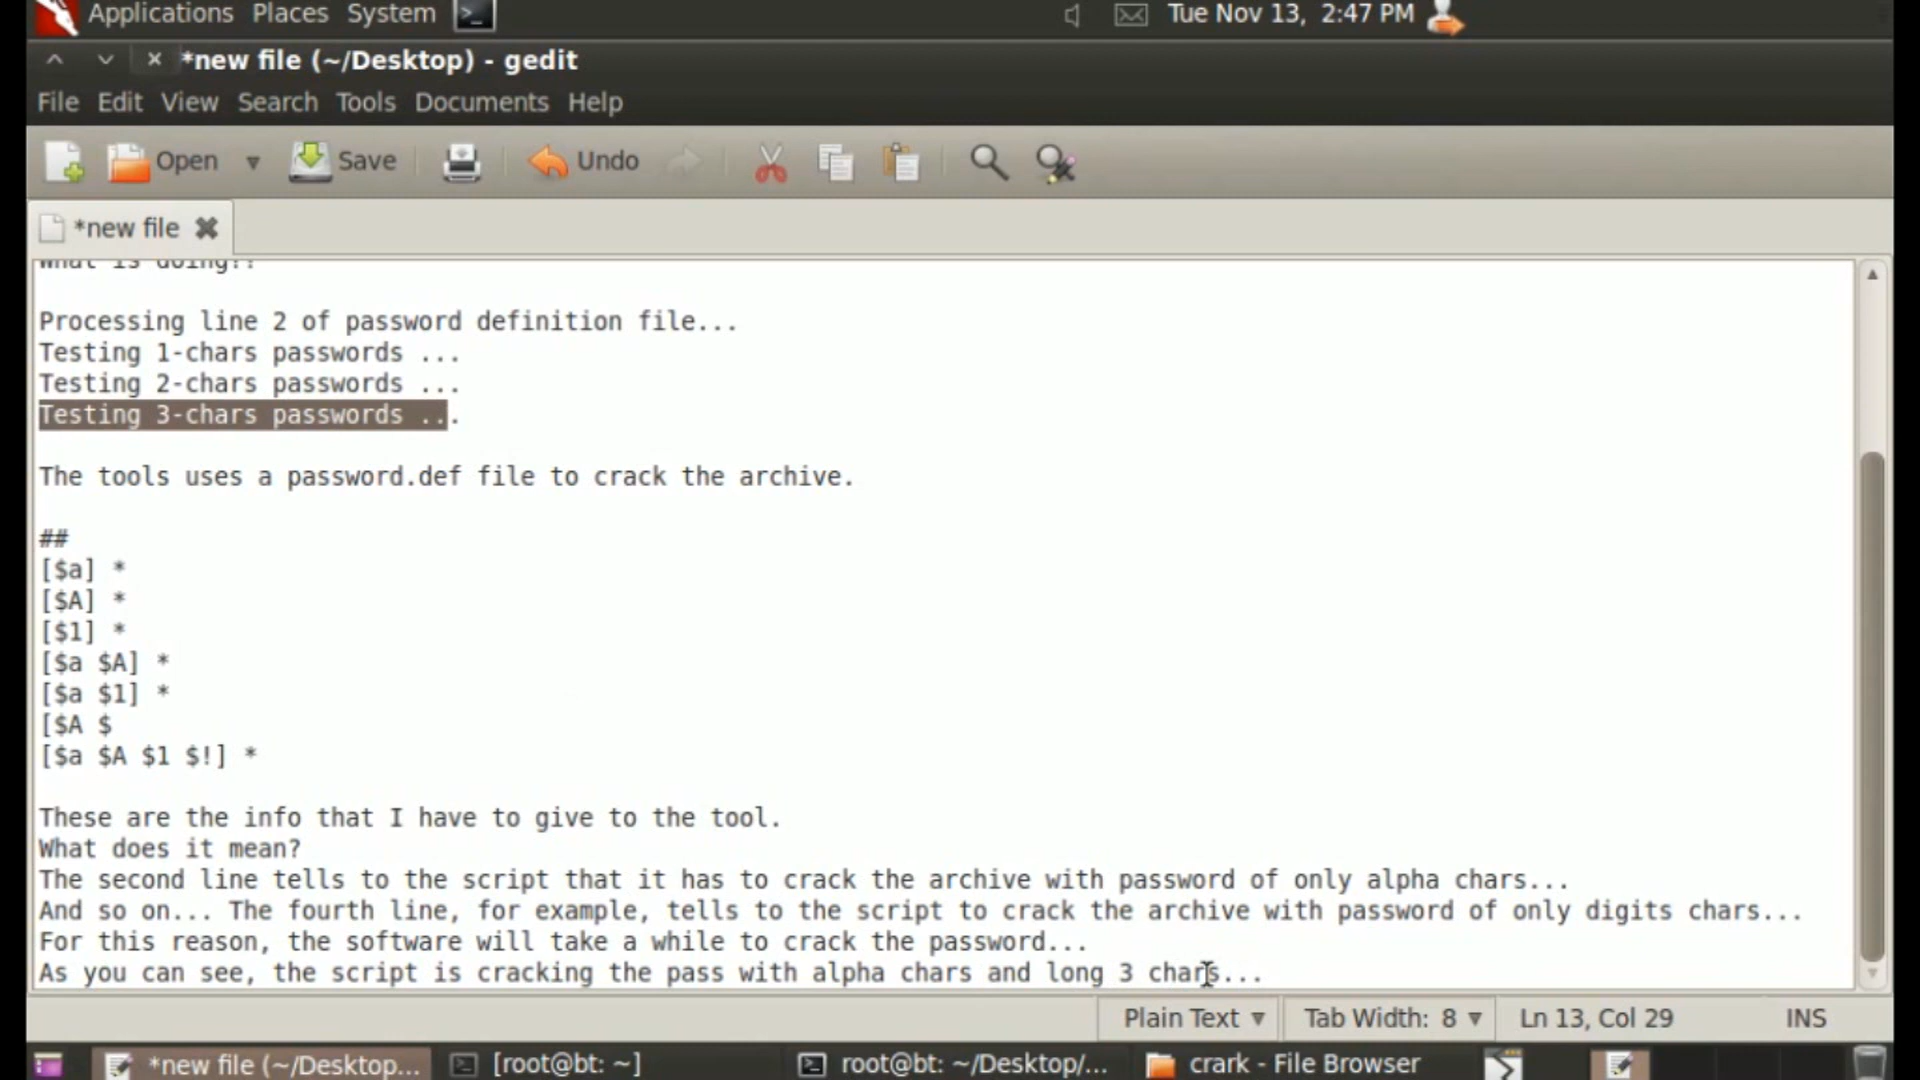 Applications Places System
Tue Nov 13, 2:47 PM
*new file (~/Desktop) - gedit
File Edit View Search Tools Documents Help
Open Save Undo
*new file
What is doing??
Processing line 2 of password definition file...
Testing 1-chars passwords ...
Testing 2-chars passwords ...
Testing 3-chars passwords ...
The tools uses a password.def file to crack the archive.
##
[$a] *
[$A] *
[$1] *
[$a $A] *
[$a $1] *
[$A $
[$a $A $1 $!] *
These are the info that I have to give to the tool.
What does it mean?
The second line tells to the script that it has to crack the archive with password of only alpha chars...
And so on... The fourth line, for example, tells to the script to crack the archive with password of only digits chars...
For this reason, the software will take a while to crack the password...
As you can see, the script is cracking the pass with alpha chars and long 3 chars...
Plain Text Tab Width: 8 Ln 13, Col 29 INS
*new file (~/Desktop... [root@bt: ~] root@bt: ~/Desktop/... crark - File Browser